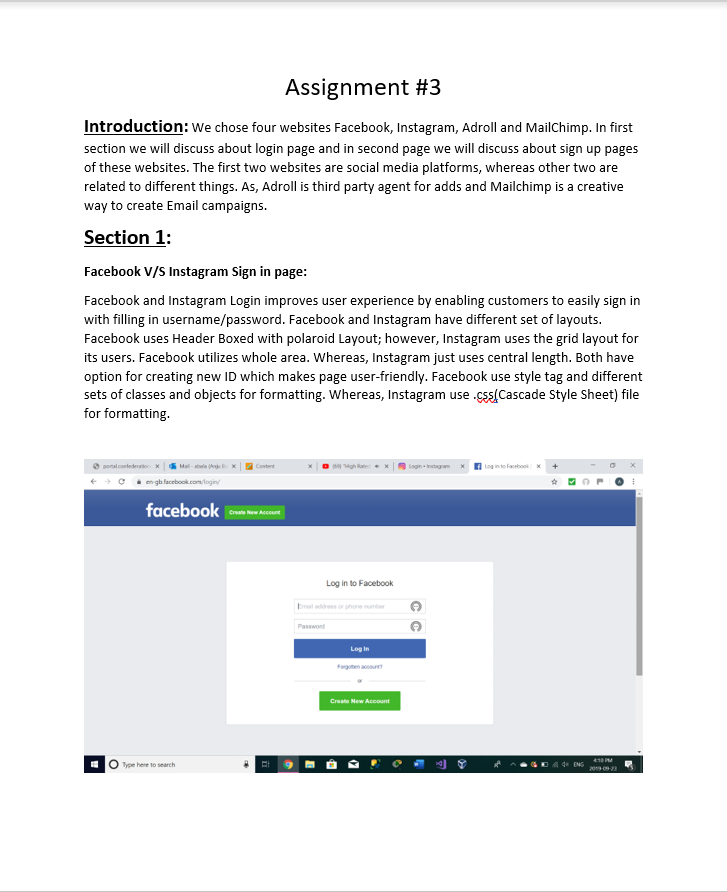 Assignment #3
Introduction: We chose four websites Facebook, Instagram, Adroll and MailChimp. In first
section we will discuss about login page and in second page we will discuss about sign up pages
of these websites. The first two websites are social media platforms, whereas other two are
related to different things. As, Adroll is third party agent for adds and Mailchimp is a creative
way to create Email campaigns.
Section 1:
Facebook V/S Instagram Sign in page:
Facebook and Instagram Login improves user experience by enabling customers to easily sign in
with filling in username/password. Facebook and Instagram have different set of layouts.
Facebook uses Header Boxed with polaroid Layout; however, Instagram uses the grid layout for
its users. Facebook utilizes whole area. Whereas, Instagram just uses central length. Both have
option for creating new ID which makes page user-friendly. Facebook use style tag and different
sets of classes and objects for formatting. Whereas, Instagram use .css(Cascade Style Sheet) file
for formatting.
portal.confederation Mail - Content "High Rated Login • Instagram Log in to Facebook
en-gb.facebook.com/login/
facebook Create New Account
Log in to Facebook
Email address or phone number
Password
Log In
Forgotten account?
or
Create New Account
Type here to search ENG 4:10 PM
2019-09-23